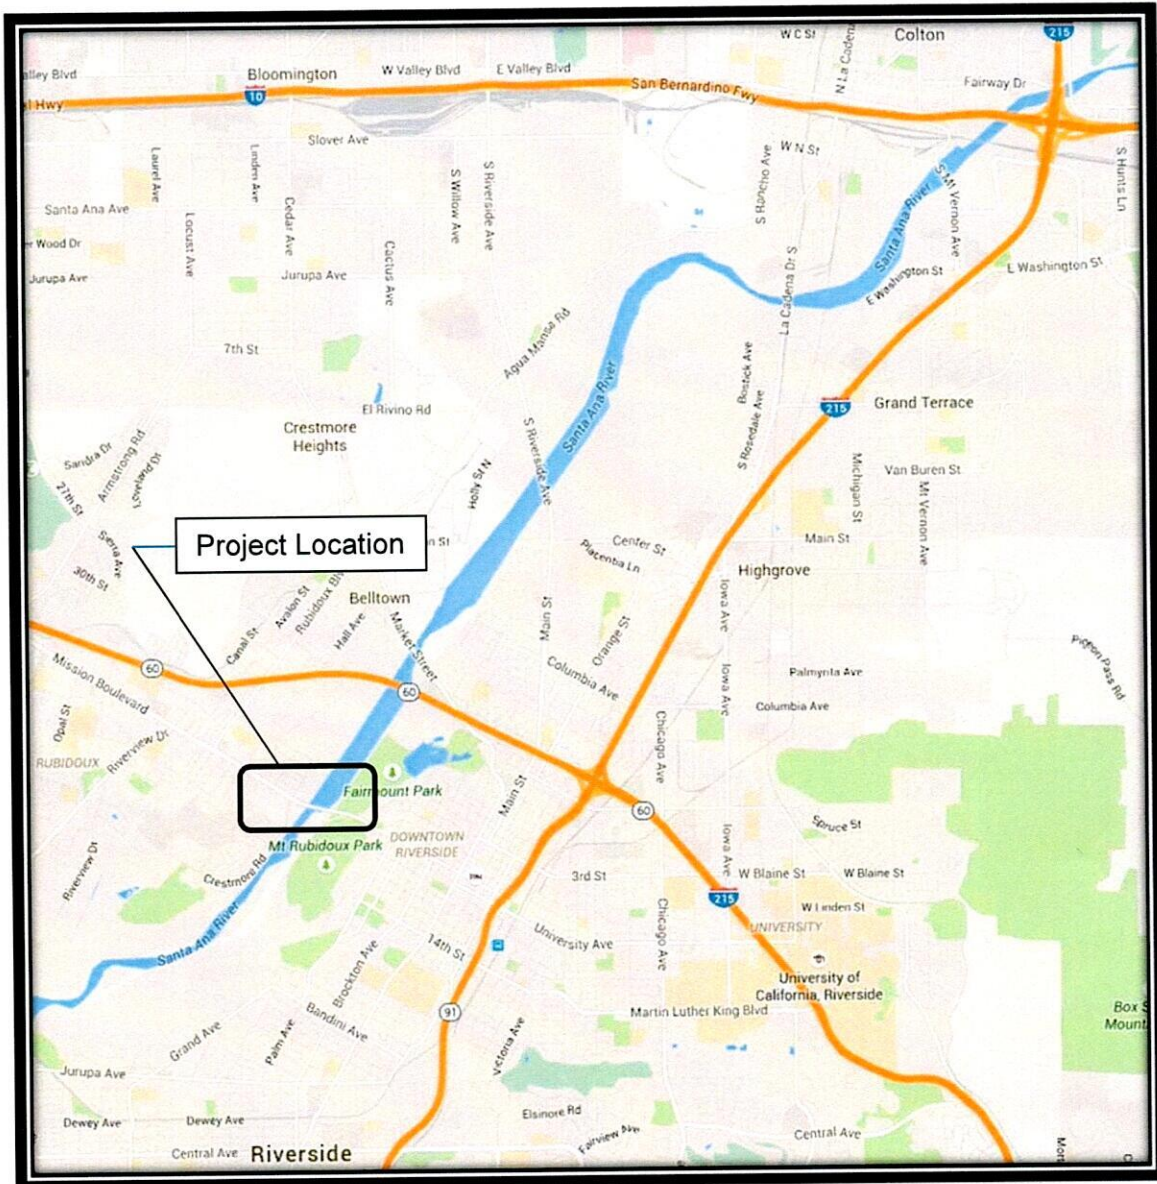 W C St
Colton
215
N La Cadena
alley Blvd
Bloomington
W Valley Blvd
E Valley Blvd
San Bernardino Fwy
Fairway Dr
l Hwy
10
Slover Ave
W N St
S Hunts Ln
Laurel Ave
Linden Ave
S Willow Ave
S Riverside Ave
S Rancho Ave
S Mt Vernon Ave
Santa Ana Ave
Locust Ave
Cedar Ave
Santa Ana River
er Wood Dr
Cactus Ave
Jurupa Ave
Jurupa Ave
La Cadena Dr S
E Washington St
E Washington St
7th St
Agua Mansa Rd
Bostick Ave
El Rivino Rd
215
Grand Terrace
Crestmore
Heights
Santa Ana River
S Rosedale Ave
S Riverside Ave
Sandra Dr
Armstrong Rd
Loveland Dr
Holly St N
Michigan St
Van Buren St
Mt Vernon Ave
27th St
Project Location
n St
Center St
Main St
Sierra Ave
Placentia Ln
30th St
Highgrove
Avalon St
Rubidoux Blv
Belltown
Iowa Ave
Hall Ave
Main St
Orange St
Canal St
Market Street
Pigeon Pass Rd
Mission Boulevard
60
60
Columbia Ave
Iowa Ave
Palmyrita Ave
Columbia Ave
Opal St
Riverview Dr
Chicago Ave
RUBIDOUX
Fairmount Park
Main St
60
Spruce St
Mt Rubidoux Park
DOWNTOWN
RIVERSIDE
Iowa Ave
Riverview Dr
Crestmore Rd
3rd St
W Blaine St
W Blaine St
215
W Linden St
Santa Ana River
14th St
University Ave
Chicago Ave
UNIVERSITY
Brockton Ave
University of
California, Riverside
91
Bandini Ave
Martin Luther King Blvd
Box S
Mount
Grand Ave
Palm Ave
Victoria Ave
Jurupa Ave
Dewey Ave
Dewey Ave
Elsinore Rd
Fairview Ave
Central Ave
Central Ave
Riverside
Mor
C